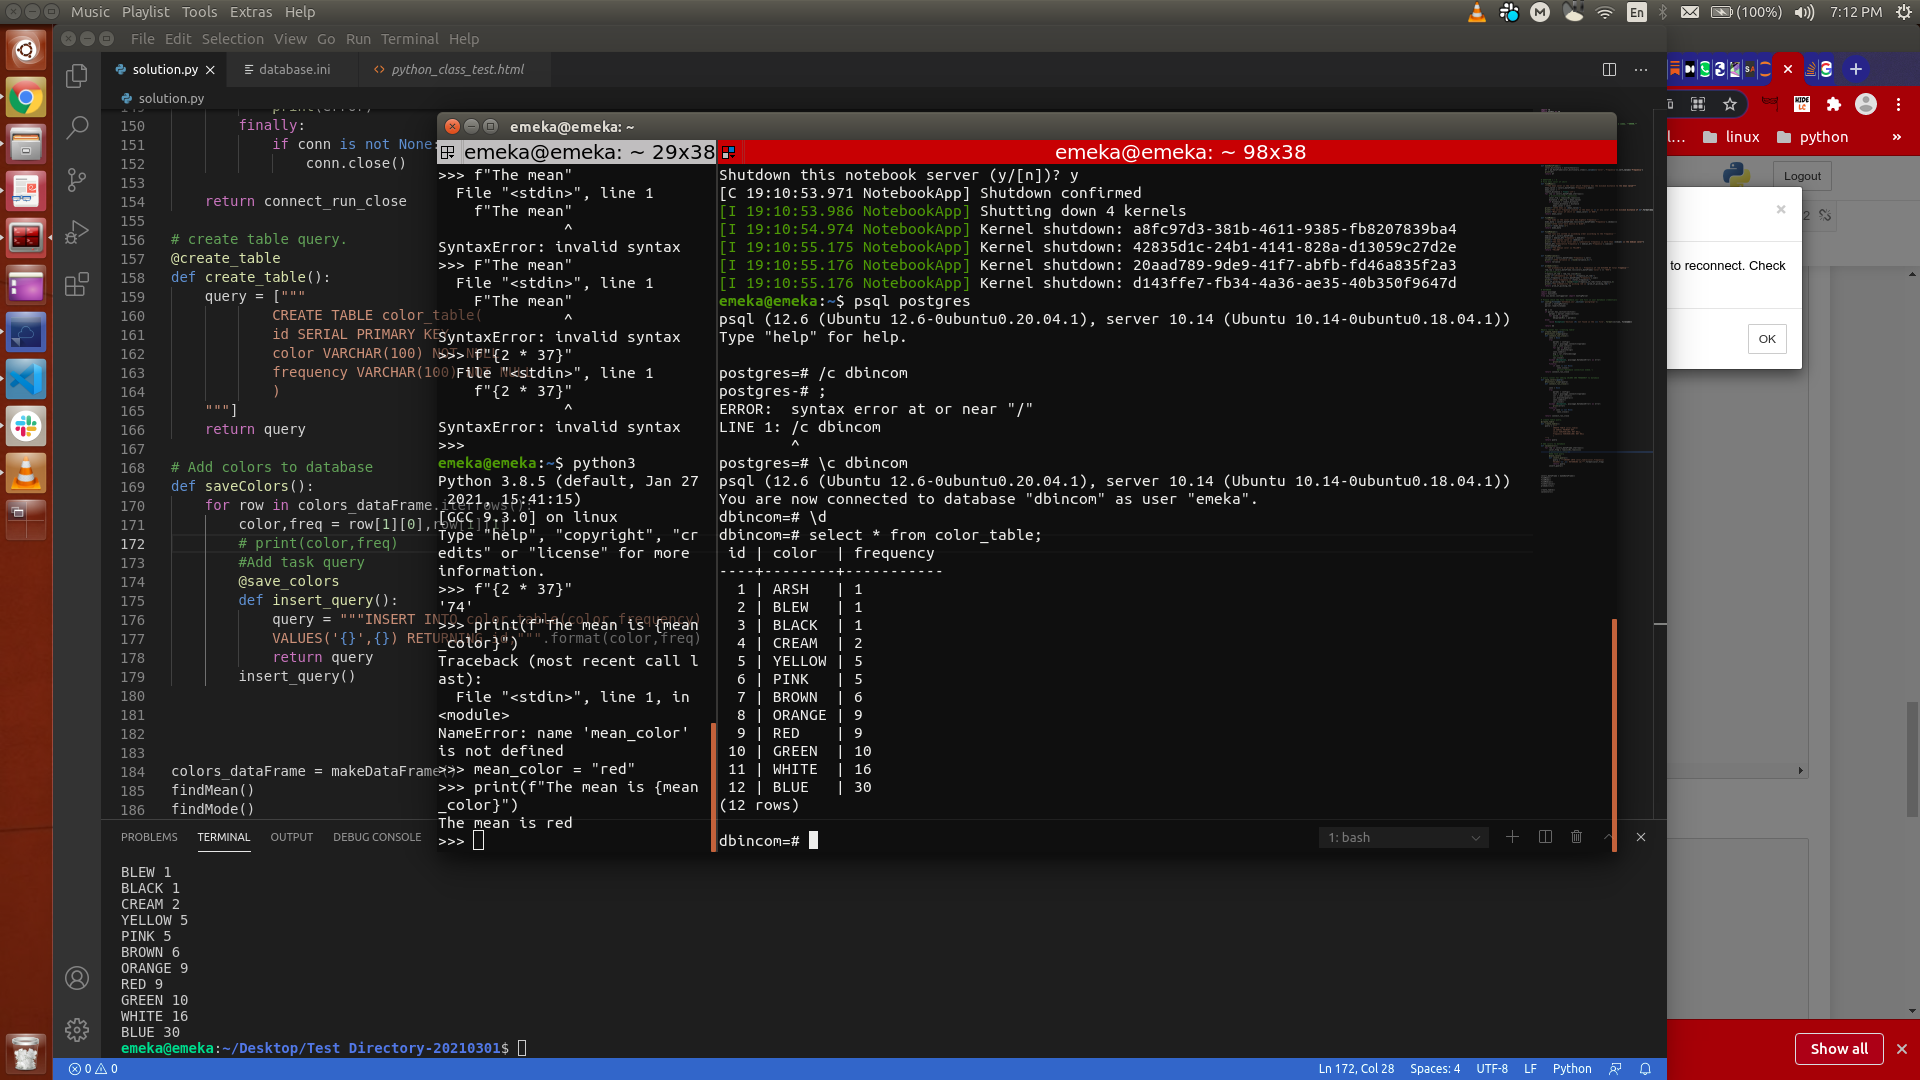 Music Playlist Tools Extras Help
En (100%) 7:12 PM
File Edit Selection View Go Run Terminal Help
solution.py database.ini python_class_test.html
solution.py
150 finally:
151 if conn is not None:
152 conn.close()
153
154 return connect_run_close
155
156 # create table query.
157 @create_table
158 def create_table():
159 query = ["""
160 CREATE TABLE color_table(
161 id SERIAL PRIMARY KEY,
162 color VARCHAR(100) NOT NULL,
163 frequency VARCHAR(100) NOT NULL
164 )
165 """]
166 return query
167
168 # Add colors to database
169 def saveColors():
170 for row in colors_dataFrame.iterrows():
171 color,freq = row[1][0],row[1][1]
172 # print(color,freq)
173 #Add task query
174 @save_colors
175 def insert_query():
176 query = """INSERT INTO color_table(color,frequency)
177 VALUES('{}',{}) RETURNING id;""".format(color,freq)
178 return query
179 insert_query()
180
181
182
183
184 colors_dataFrame = makeDataFrame()
185 findMean()
186 findMode()
emeka@emeka: ~
emeka@emeka: ~ 29x38
>>> f"The mean"
File "<stdin>", line 1
f"The mean"
^
SyntaxError: invalid syntax
>>> F"The mean"
File "<stdin>", line 1
F"The mean"
^
SyntaxError: invalid syntax
>>> f"{2 * 37}"
File "<stdin>", line 1
f"{2 * 37}"
^
SyntaxError: invalid syntax
>>>
emeka@emeka:~$ python3
Python 3.8.5 (default, Jan 27
2021, 15:41:15)
[GCC 9.3.0] on linux
Type "help", "copyright", "cr
edits" or "license" for more
information.
>>> f"{2 * 37}"
'74'
>>> print(f"The mean is {mean
_color}")
Traceback (most recent call l
ast):
File "<stdin>", line 1, in
<module>
NameError: name 'mean_color'
is not defined
>>> mean_color = "red"
>>> print(f"The mean is {mean
_color}")
The mean is red
>>>
emeka@emeka: ~ 98x38
Shutdown this notebook server (y/[n])? y
[C 19:10:53.971 NotebookApp] Shutdown confirmed
[I 19:10:53.986 NotebookApp] Shutting down 4 kernels
[I 19:10:54.974 NotebookApp] Kernel shutdown: a8fc97d3-381b-4611-9385-fb8207839ba4
[I 19:10:55.175 NotebookApp] Kernel shutdown: 42835d1c-24b1-4141-828a-d13059c27d2e
[I 19:10:55.176 NotebookApp] Kernel shutdown: 20aad789-9de9-41f7-abfb-fd46a835f2a3
[I 19:10:55.176 NotebookApp] Kernel shutdown: d143ffe7-fb34-4a36-ae35-40b350f9647d
emeka@emeka:~$ psql postgres
psql (12.6 (Ubuntu 12.6-0ubuntu0.20.04.1), server 10.14 (Ubuntu 10.14-0ubuntu0.18.04.1))
Type "help" for help.
postgres=# /c dbincom
postgres-# ;
ERROR: syntax error at or near "/"
LINE 1: /c dbincom
^
postgres=# \c dbincom
psql (12.6 (Ubuntu 12.6-0ubuntu0.20.04.1), server 10.14 (Ubuntu 10.14-0ubuntu0.18.04.1))
You are now connected to database "dbincom" as user "emeka".
dbincom=# \d
dbincom=# select * from color_table;
id | color | frequency
----+--------+-----------
1 | ARSH | 1
2 | BLEW | 1
3 | BLACK | 1
4 | CREAM | 2
5 | YELLOW | 5
6 | PINK | 5
7 | BROWN | 6
8 | ORANGE | 9
9 | RED | 9
10 | GREEN | 10
11 | WHITE | 16
12 | BLUE | 30
(12 rows)
dbincom=#
linux python »
Logout
to reconnect. Check
OK
PROBLEMS TERMINAL OUTPUT DEBUG CONSOLE 1: bash
BLEW 1
BLACK 1
CREAM 2
YELLOW 5
PINK 5
BROWN 6
ORANGE 9
RED 9
GREEN 10
WHITE 16
BLUE 30
emeka@emeka:~/Desktop/Test Directory-20210301$
Show all
0 0 Ln 172, Col 28 Spaces: 4 UTF-8 LF Python